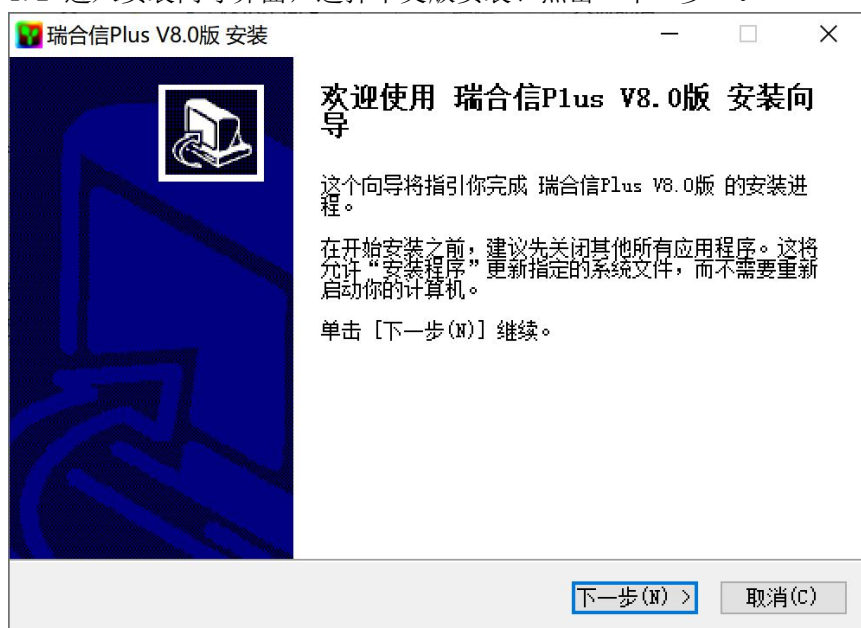 瑞合信Plus V8.0版 安装
欢迎使用 瑞合信Plus V8.0版 安装向
导
这个向导将指引你完成 瑞合信Plus V8.0版 的安装进
程。
在开始安装之前，建议先关闭其他所有应用程序。这将
允许“安装程序”更新指定的系统文件，而不需要重新
启动你的计算机。
单击 [下一步(N)] 继续。
下一步(N) >
取消(C)